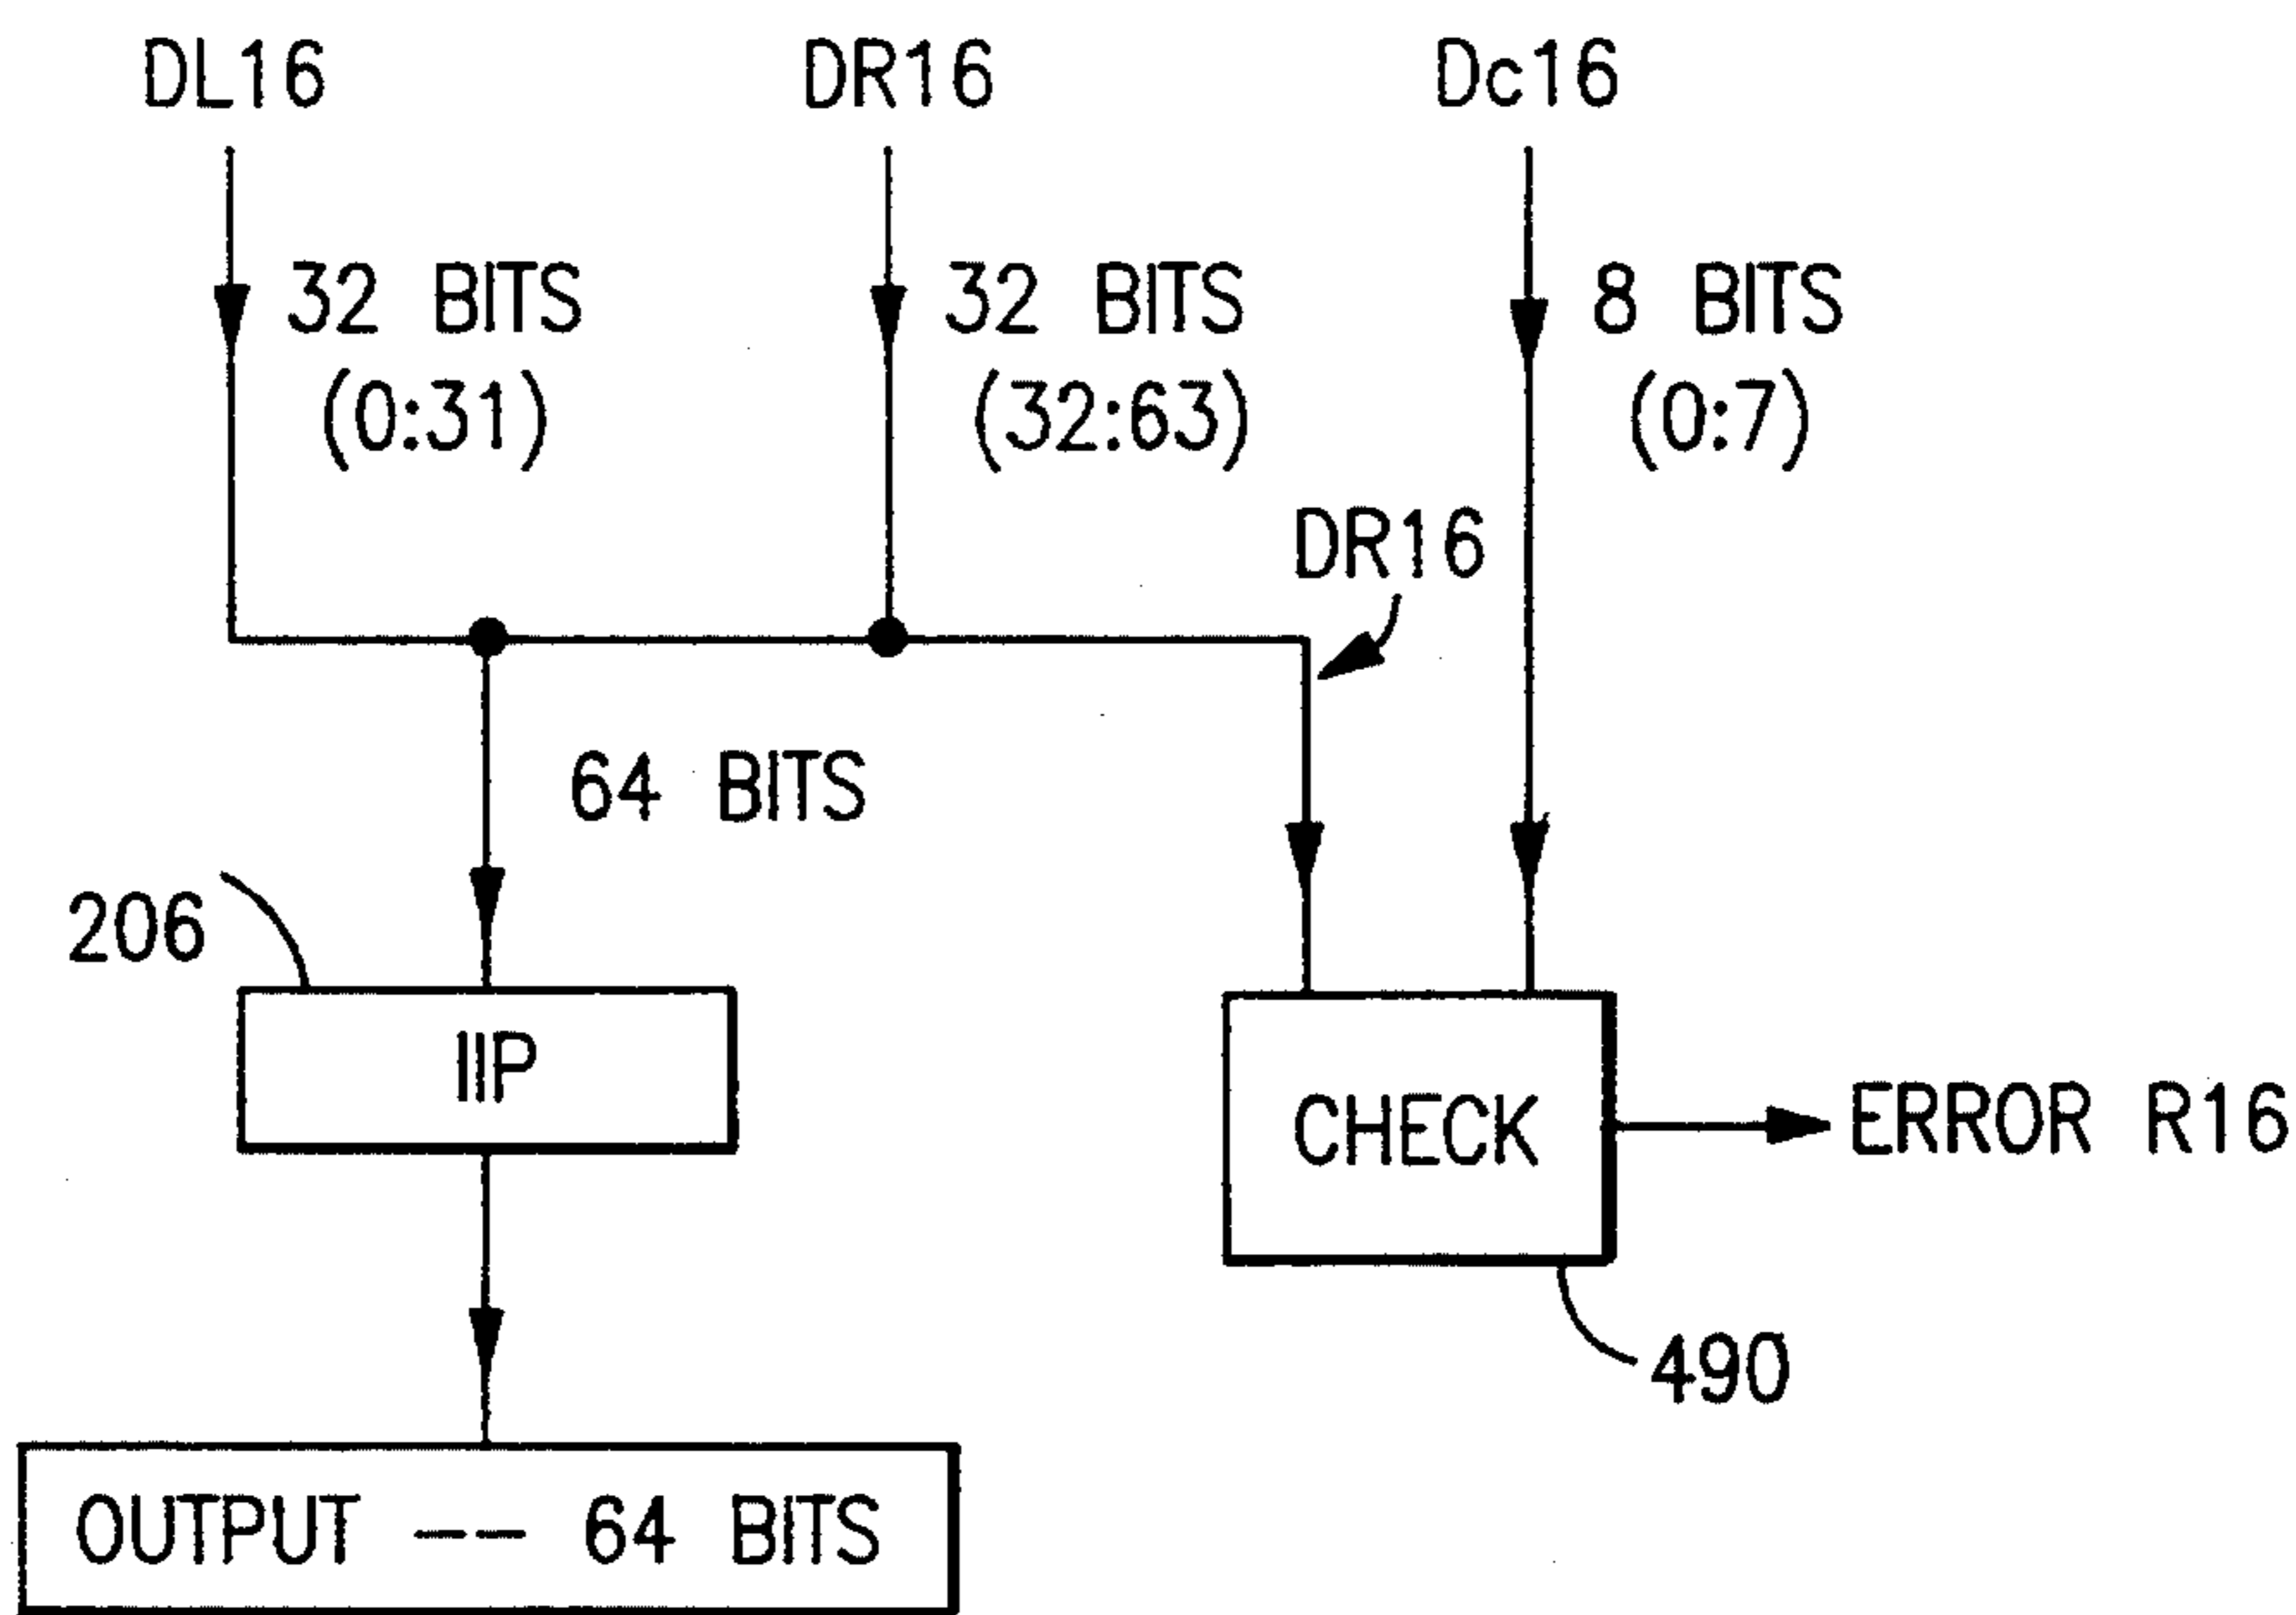 DL16
DR16
Dc16
32 BITS
(0:31)
32 BITS
(32:63)
8 BITS
(0:7)
DR16
64 BITS
206
IIP
CHECK
ERROR R16
490
OUTPUT -- 64 BITS